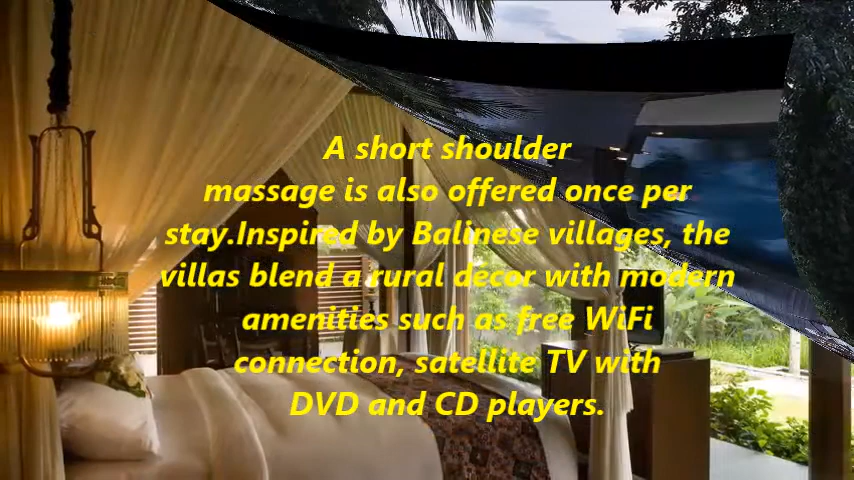 A short shoulder
massage is also offered once per
stay.Inspired by Balinese villages, the
villas blend a rural decor with modern
amenities such as free WiFi
connection, satellite TV with
DVD and CD players.